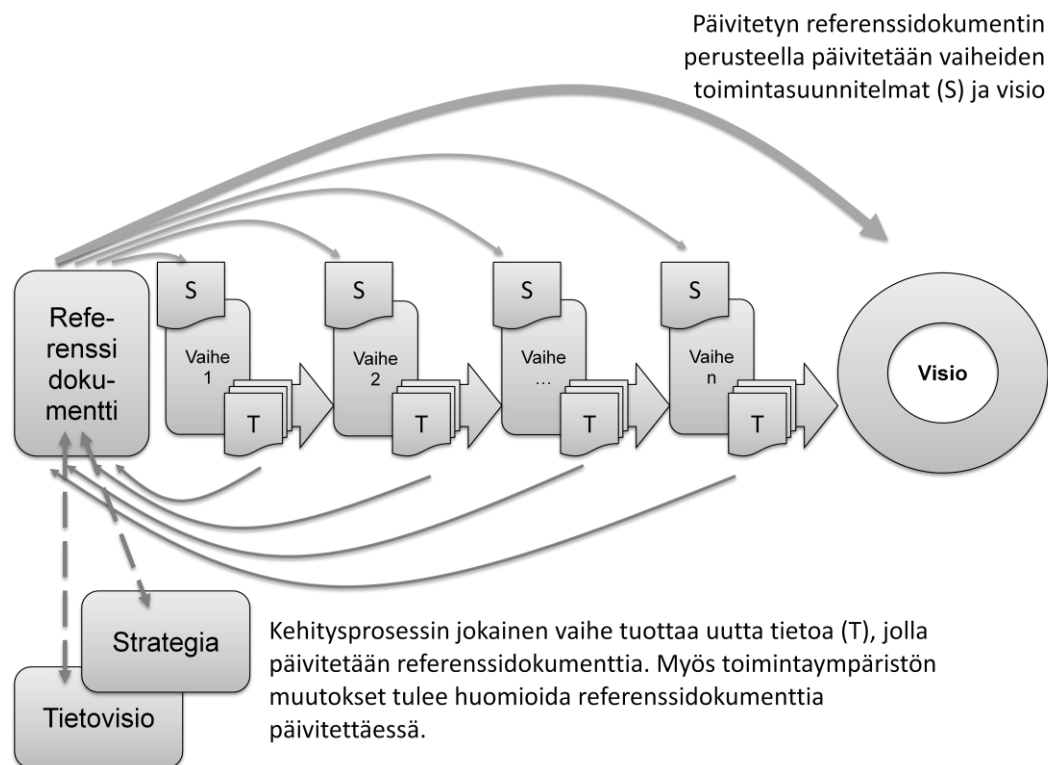 Päivitetyn referenssidokumentin
perusteella päivitetään vaiheiden
toimintasuunnitelmat (S) ja visio
Refe-
renssi
doku-
mentti
S
Vaihe
1
T
S
Vaihe
2
T
S
Vaihe
...
T
S
Vaihe
n
T
Visio
Strategia
Tietovisio
Kehitysprosessin jokainen vaihe tuottaa uutta tietoa (T), jolla
päivitetään referenssidokumenttia. Myös toimintaympäristön
muutokset tulee huomioida referenssidokumenttia
päivitettäessä.